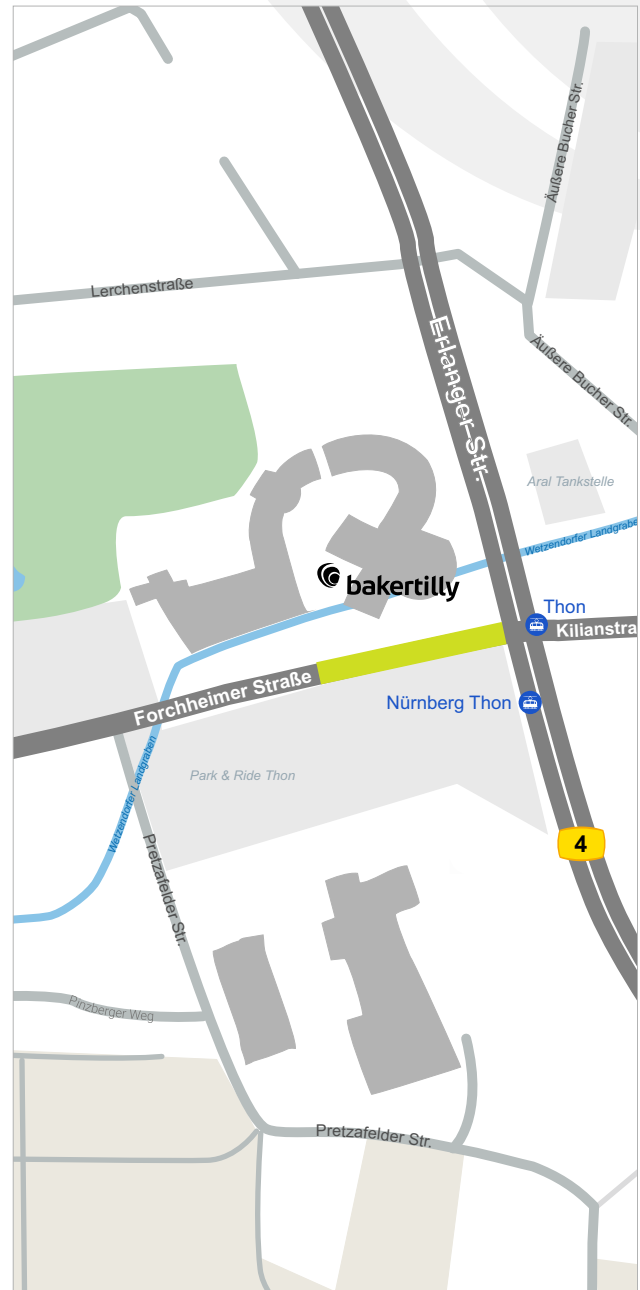 Äußere Bucher Str.
Lerchenstraße
Erlanger Str.
Äußere Bucher Str.
Aral Tankstelle
Wetzendorfer Landgraben
bakertilly
Thon
Kilianstra
Forchheimer Straße
Nürnberg Thon
Wetzendorfer Landgraben
Park & Ride Thon
4
Pretzafelder Str.
Pinzberger Weg
Pretzafelder Str.